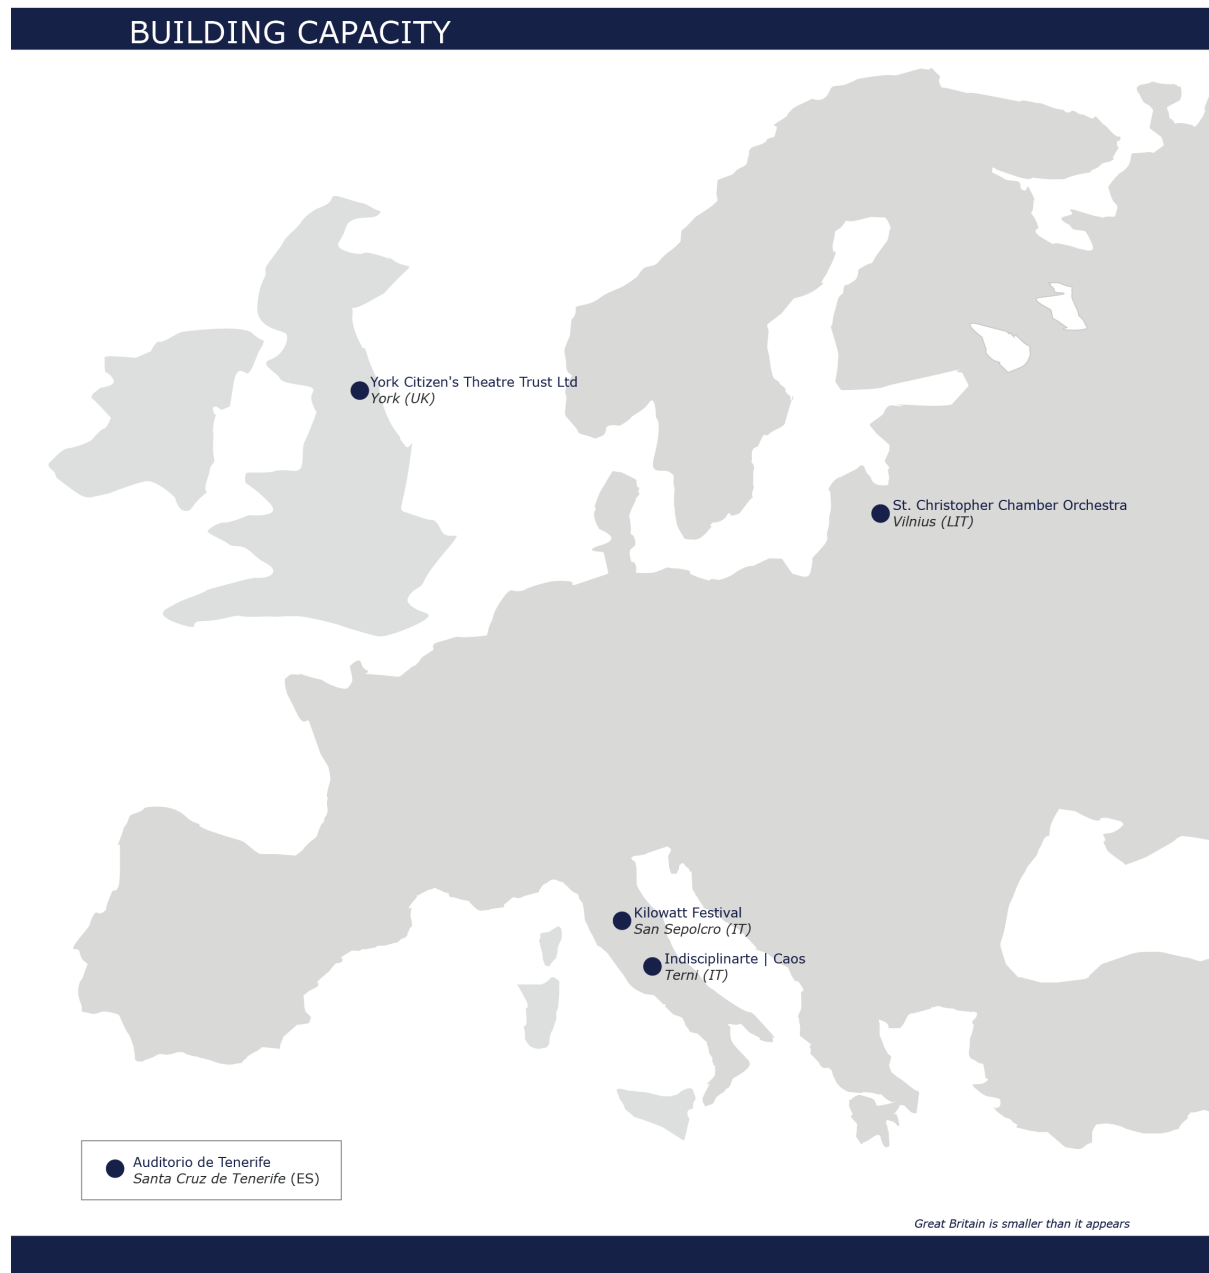 BUILDING CAPACITY
York Citizen's Theatre Trust Ltd
York (UK)
St. Christopher Chamber Orchestra
Vilnius (LIT)
Kilowatt Festival
San Sepolcro (IT)
Indisciplinarte | Caos
Terni (IT)
Auditorio de Tenerife
Santa Cruz de Tenerife (ES)
Great Britain is smaller than it appears